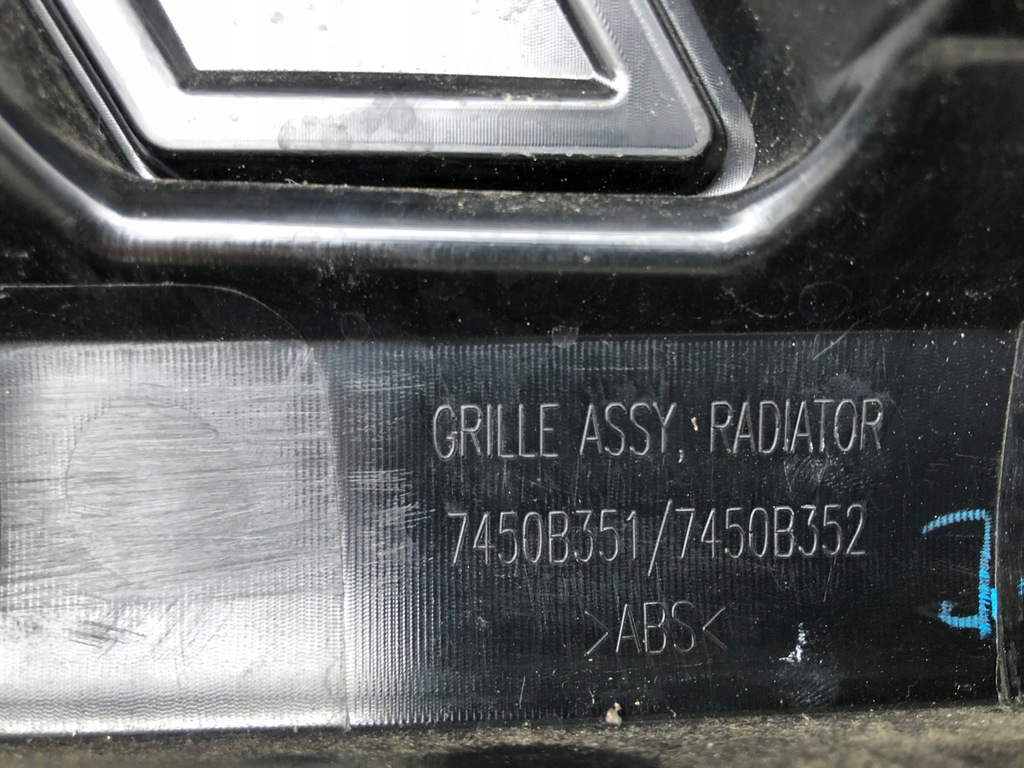 GRILLE ASSY, RADIATOR
7450B351/7450B352
>ABS<